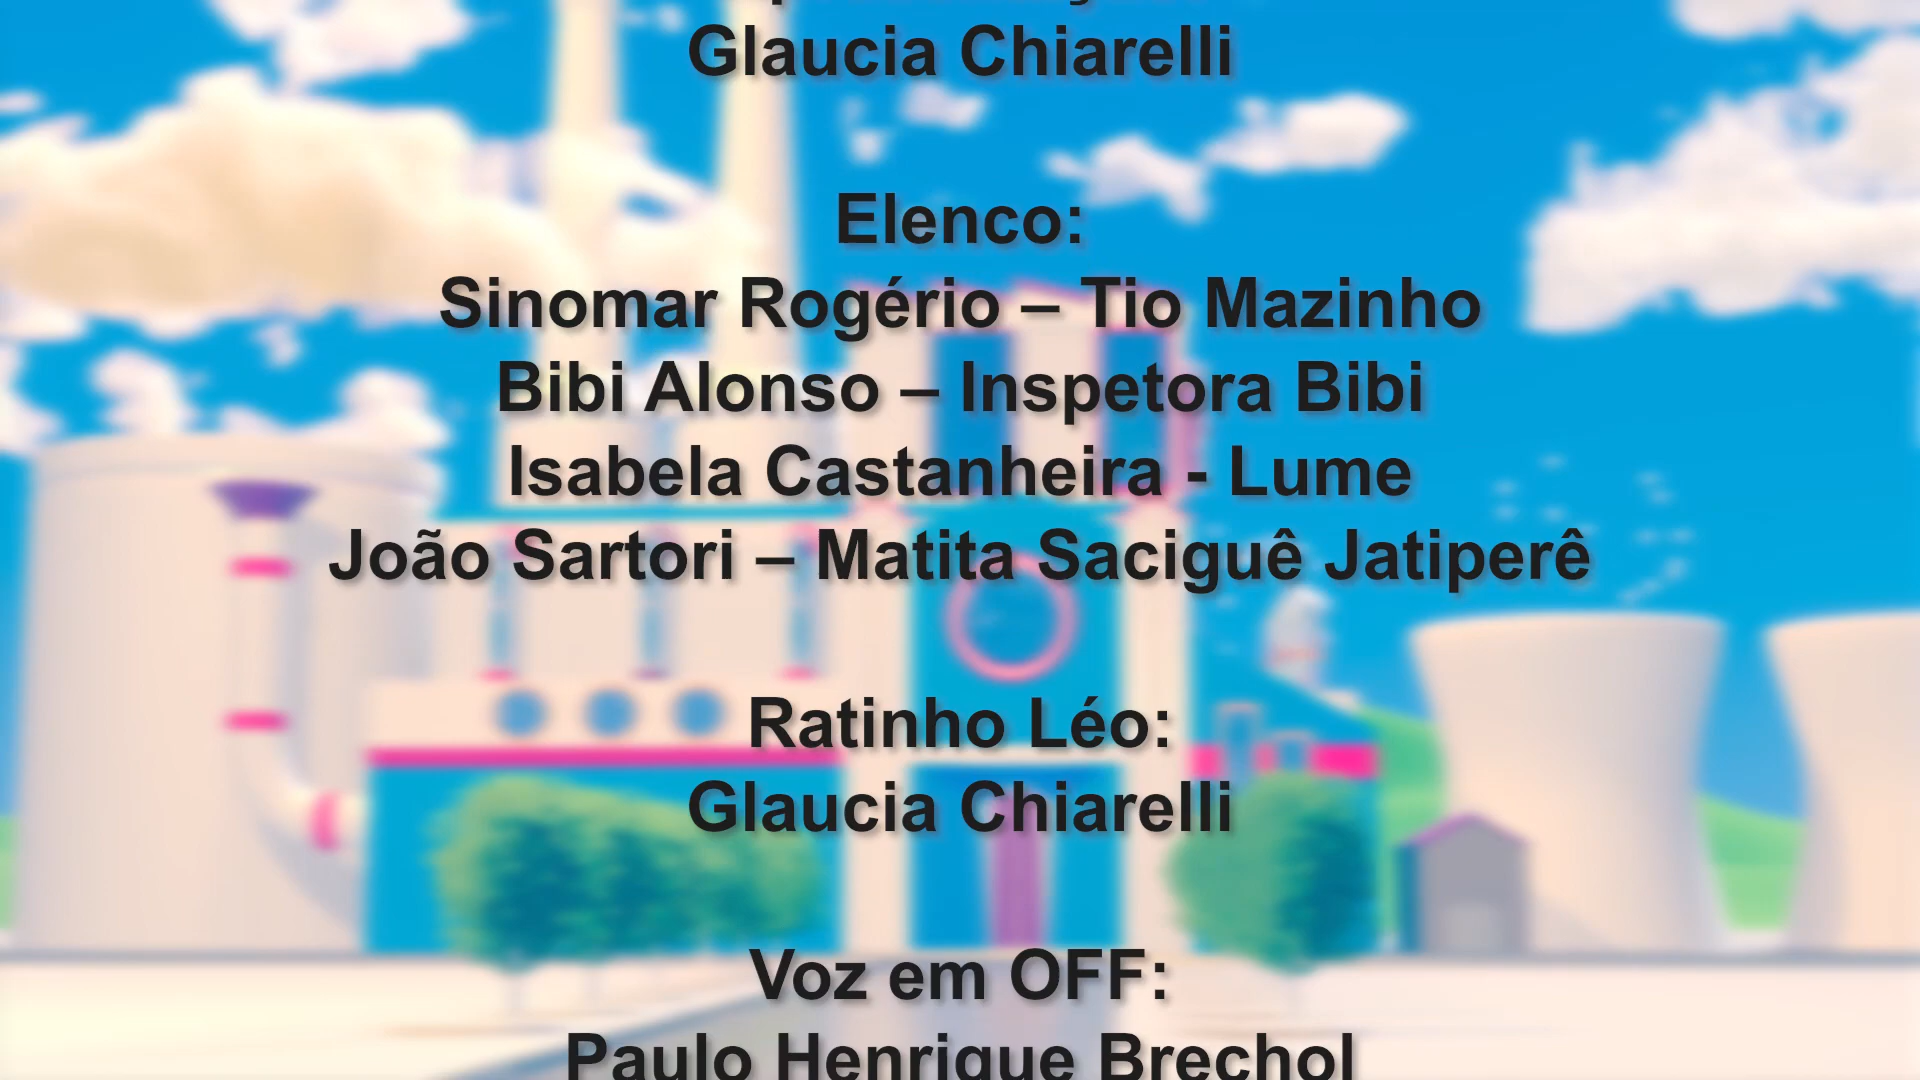 Glaucia Chiarelli
Elenco:
Sinomar Rogério – Tio Mazinho
Bibi Alonso – Inspetora Bibi
Isabela Castanheira - Lume
João Sartori – Matita Saciguê Jatiperê
Ratinho Léo:
Glaucia Chiarelli
Voz em OFF:
Paulo Henrique Brechol